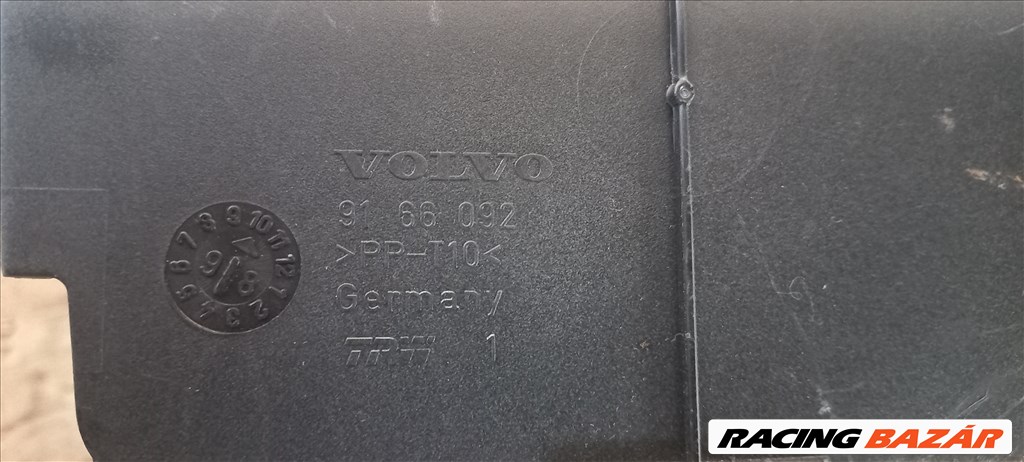 VOLVO
91 66 092
>PP-T10<
Germany
TRW 1
1 2 3 4 5 6 7 8 9 10 11 12
9 8
RACING BAZÁR